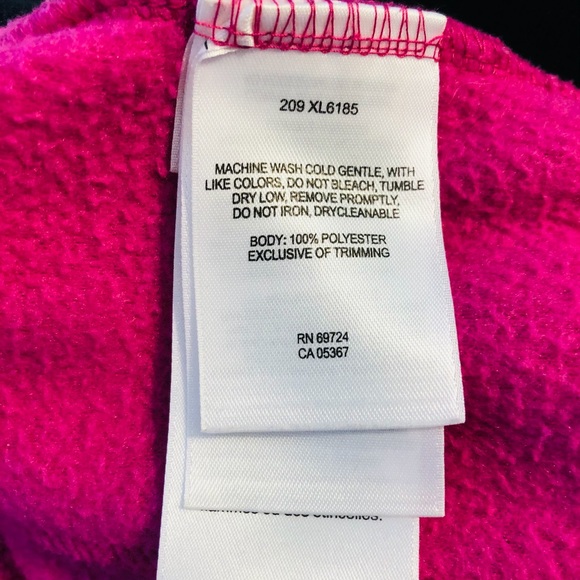 209 XL6185
MACHINE WASH COLD GENTLE, WITH
LIKE COLORS, DO NOT BLEACH, TUMBLE
DRY LOW, REMOVE PROMPTLY,
DO NOT IRON, DRYCLEANABLE
BODY: 100% POLYESTER
EXCLUSIVE OF TRIMMING
RN 69724
CA 05367